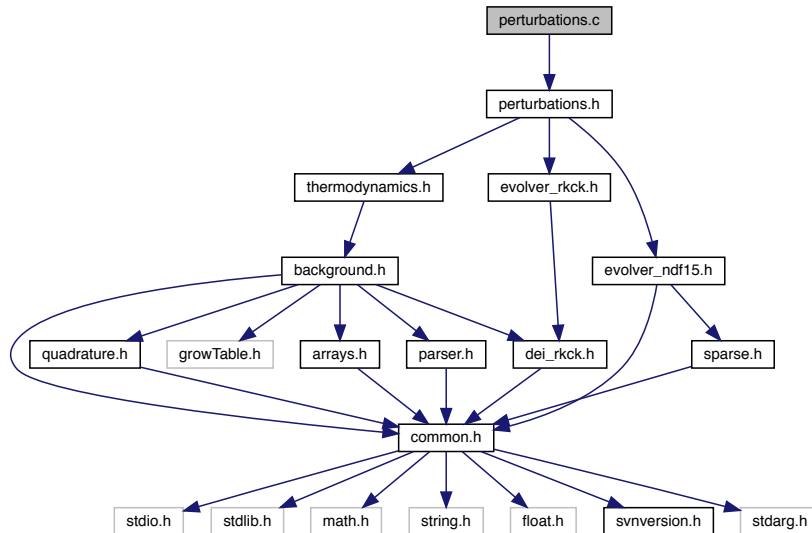 perturbations.c
perturbations.h
thermodynamics.h
evolver_rkck.h
background.h
evolver_ndf15.h
quadrature.h
growTable.h
arrays.h
parser.h
dei_rkck.h
sparse.h
common.h
stdio.h
stdlib.h
math.h
string.h
float.h
svnversion.h
stdarg.h